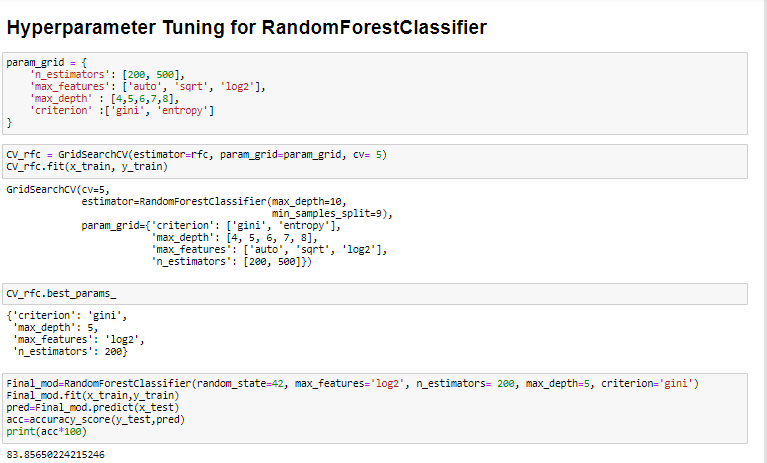 Hyperparameter Tuning for RandomForestClassifier
param_grid = {
    'n_estimators': [200, 500],
    'max_features': ['auto', 'sqrt', 'log2'],
    'max_depth' : [4,5,6,7,8],
    'criterion' :['gini', 'entropy']
}
CV_rfc = GridSearchCV(estimator=rfc, param_grid=param_grid, cv= 5)
CV_rfc.fit(x_train, y_train)
GridSearchCV(cv=5,
             estimator=RandomForestClassifier(max_depth=10,
                                              min_samples_split=9),
             param_grid={'criterion': ['gini', 'entropy'],
                         'max_depth': [4, 5, 6, 7, 8],
                         'max_features': ['auto', 'sqrt', 'log2'],
                         'n_estimators': [200, 500]})
CV_rfc.best_params_
{'criterion': 'gini',
 'max_depth': 5,
 'max_features': 'log2',
 'n_estimators': 200}
Final_mod=RandomForestClassifier(random_state=42, max_features='log2', n_estimators= 200, max_depth=5, criterion='gini')
Final_mod.fit(x_train,y_train)
pred=Final_mod.predict(x_test)
acc=accuracy_score(y_test,pred)
print(acc*100)
83.85650224215246